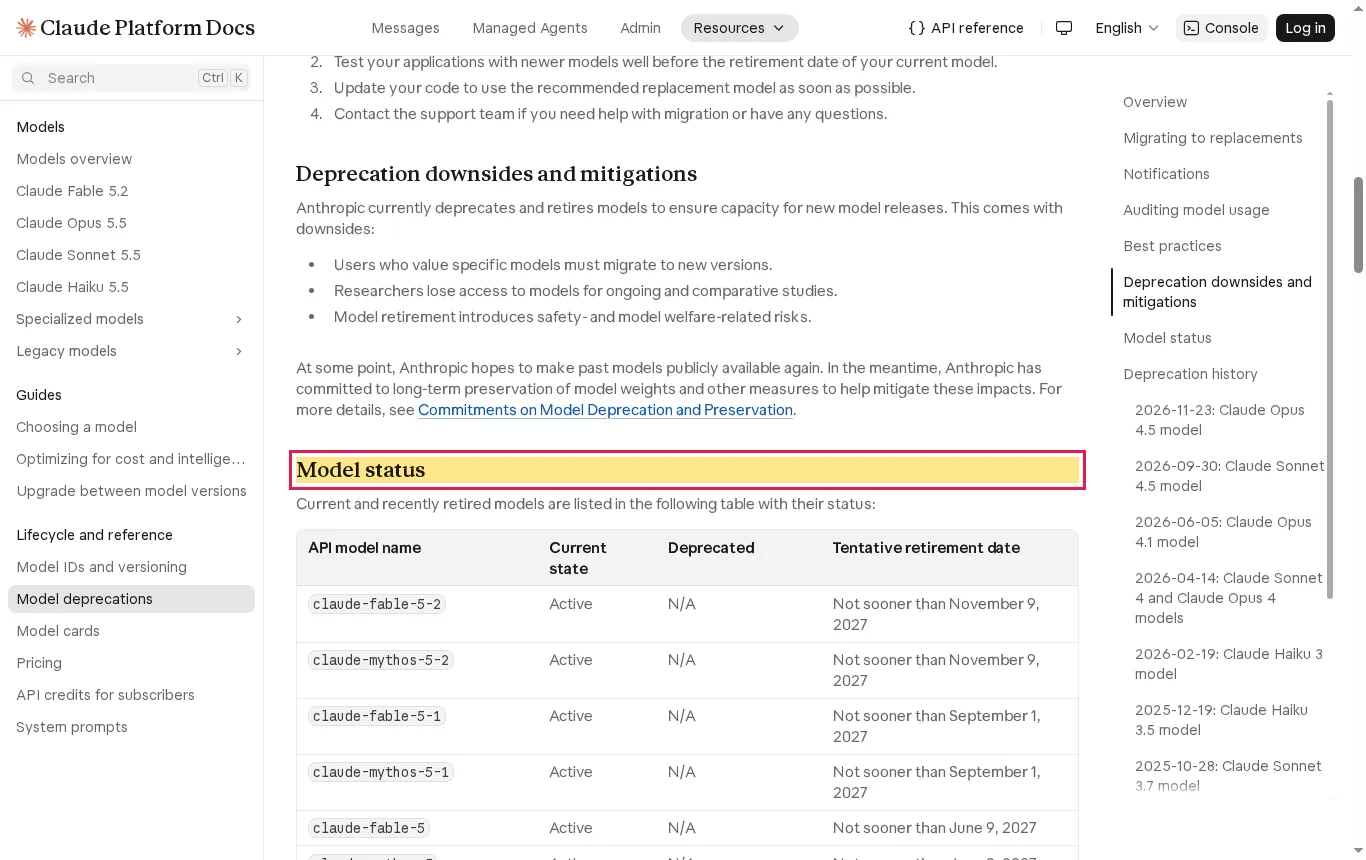 Claude Platform Docs
Messages
Managed Agents
Admin
Resources
API reference
English
Console
Log in
Search
Ctrl
K
Models
Models overview
Claude Fable 5.2
Claude Opus 5.5
Claude Sonnet 5.5
Claude Haiku 5.5
Specialized models
Legacy models
Guides
Choosing a model
Optimizing for cost and intellige...
Upgrade between model versions
Lifecycle and reference
Model IDs and versioning
Model deprecations
Model cards
Pricing
API credits for subscribers
System prompts
2. Test your applications with newer models well before the retirement date of your current model.
3. Update your code to use the recommended replacement model as soon as possible.
4. Contact the support team if you need help with migration or have any questions.
Deprecation downsides and mitigations
Anthropic currently deprecates and retires models to ensure capacity for new model releases. This comes with
downsides:
• Users who value specific models must migrate to new versions.
• Researchers lose access to models for ongoing and comparative studies.
• Model retirement introduces safety- and model welfare-related risks.
At some point, Anthropic hopes to make past models publicly available again. In the meantime, Anthropic has
committed to long-term preservation of model weights and other measures to help mitigate these impacts. For
more details, see Commitments on Model Deprecation and Preservation.
Model status
Current and recently retired models are listed in the following table with their status:
API model name
Current
state
Deprecated
Tentative retirement date
claude-fable-5-2
Active
N/A
Not sooner than November 9,
2027
claude-mythos-5-2
Active
N/A
Not sooner than November 9,
2027
claude-fable-5-1
Active
N/A
Not sooner than September 1,
2027
claude-mythos-5-1
Active
N/A
Not sooner than September 1,
2027
claude-fable-5
Active
N/A
Not sooner than June 9, 2027
Overview
Migrating to replacements
Notifications
Auditing model usage
Best practices
Deprecation downsides and
mitigations
Model status
Deprecation history
2026-11-23: Claude Opus
4.5 model
2026-09-30: Claude Sonnet
4.5 model
2026-06-05: Claude Opus
4.1 model
2026-04-14: Claude Sonnet
4 and Claude Opus 4
models
2026-02-19: Claude Haiku 3
model
2025-12-19: Claude Haiku
3.5 model
2025-10-28: Claude Sonnet
3.7 model